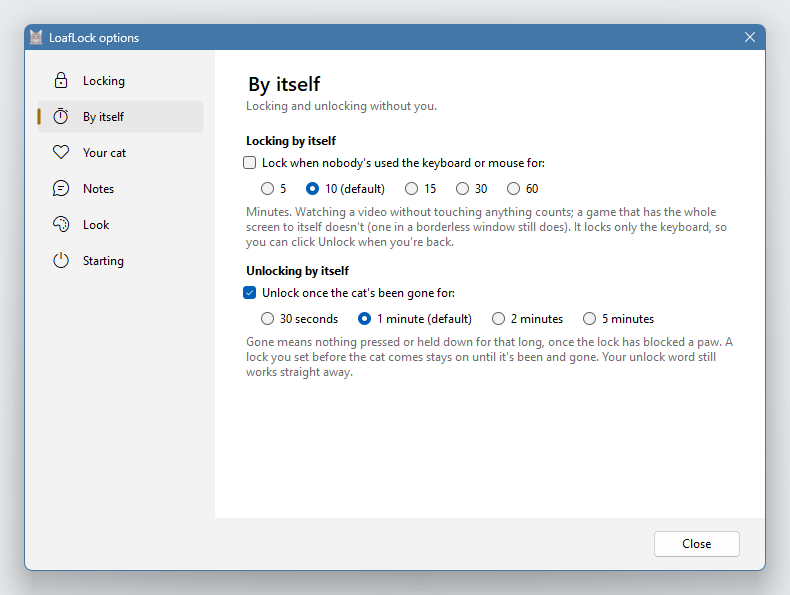 LoafLock options
Locking
By itself
Your cat
Notes
Look
Starting
By itself
Locking and unlocking without you.
Locking by itself
Lock when nobody's used the keyboard or mouse for:
5 10 (default) 15 30 60
Minutes. Watching a video without touching anything counts; a game that has the whole
screen to itself doesn't (one in a borderless window still does). It locks only the keyboard, so
you can click Unlock when you're back.
Unlocking by itself
Unlock once the cat's been gone for:
30 seconds 1 minute (default) 2 minutes 5 minutes
Gone means nothing pressed or held down for that long, once the lock has blocked a paw. A
lock you set before the cat comes stays on until it's been and gone. Your unlock word still
works straight away.
Close